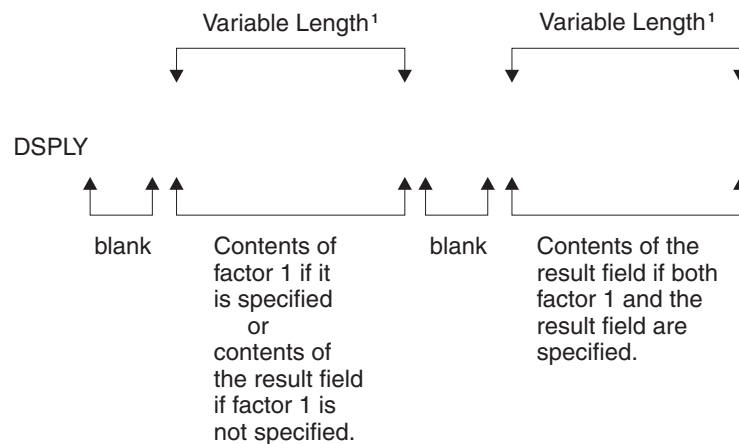 Variable Length¹
Variable Length¹
DSPLY
blank
Contents of
factor 1 if it
is specified
or
contents of
the result field
if factor 1 is
not specified.
blank
Contents of the
result field if both
factor 1 and the
result field are
specified.